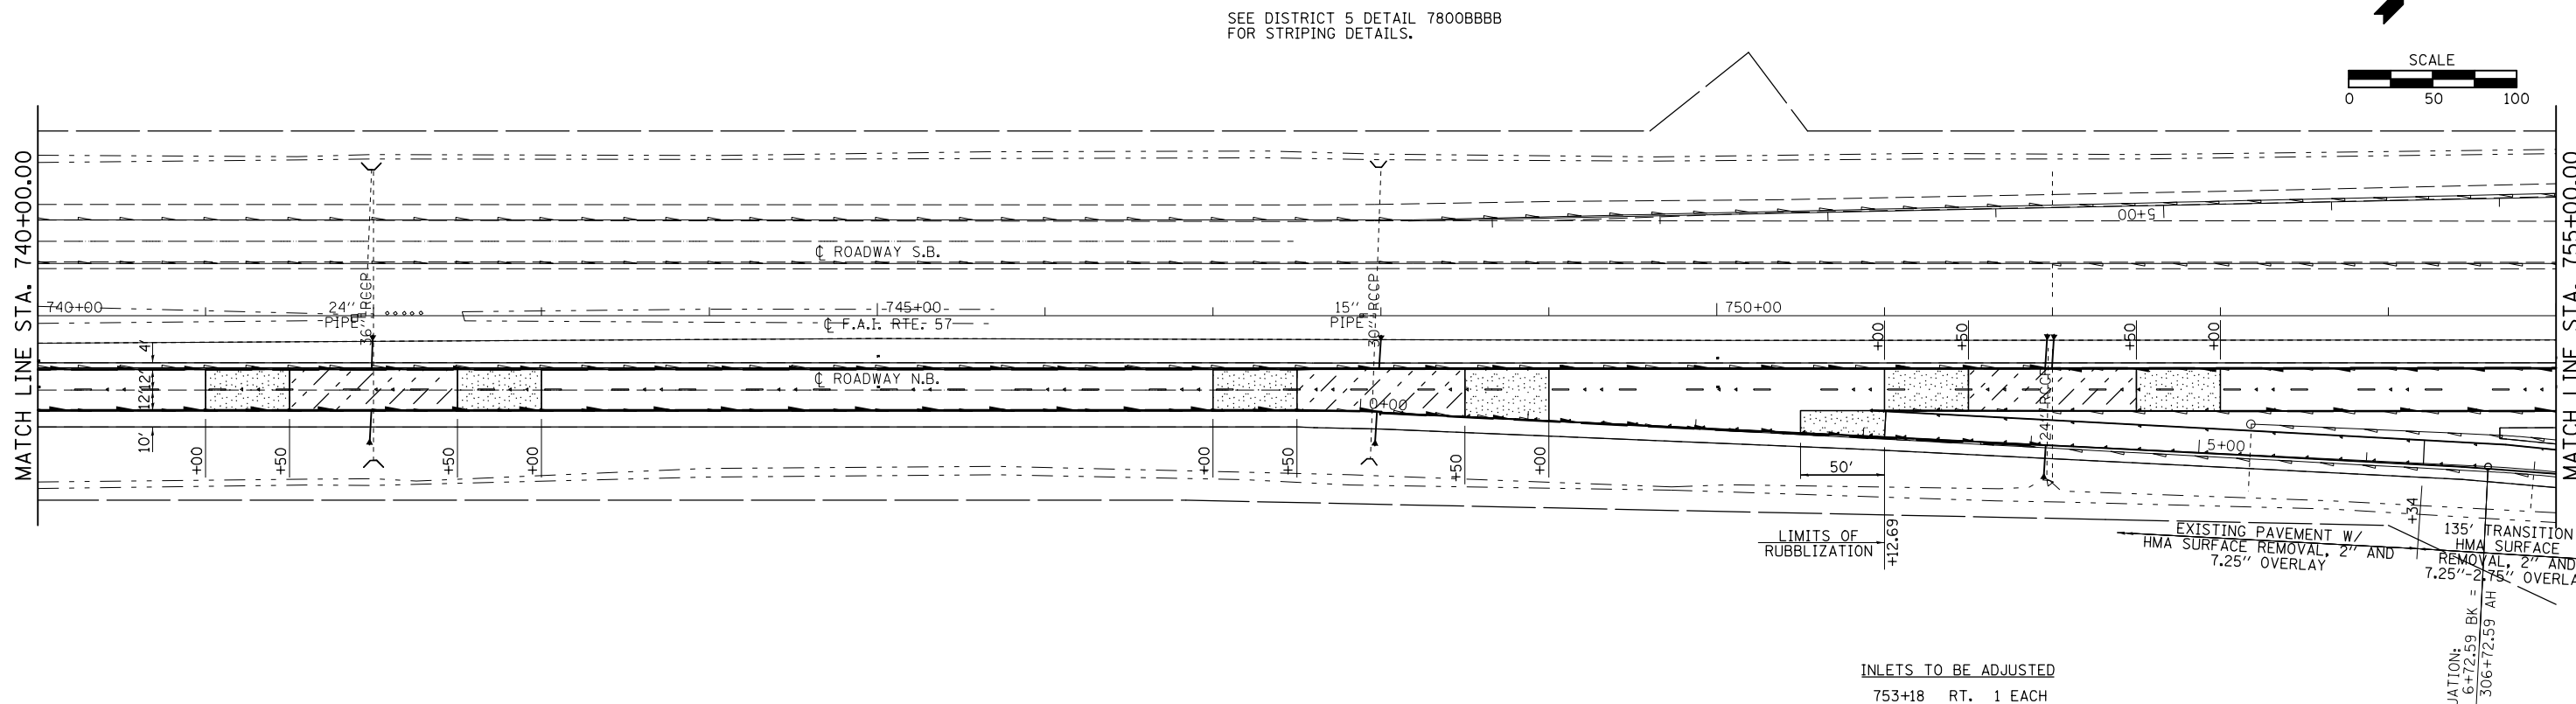 SEE DISTRICT 5 DETAIL 7800BBBB
FOR STRIPING DETAILS.
SCALE
0 50 100
MATCH LINE STA. 740+00.00
MATCH LINE STA. 755+00.00
5+00
℄ ROADWAY S.B.
740+00
24''
PIPE
36" RCCP
745+00
℄ F.A.I. RTE. 57
15''
PIPE
30" RCCP
750+00
+00
+50
+50
+00
4'
12'
12'
10'
℄ ROADWAY N.B.
0+00
24" RCCP
5+00
+00
+50
+50
+00
+00
+50
+50
+00
50'
+34
LIMITS OF
RUBBLIZATION
+12.69
EXISTING PAVEMENT W/
HMA SURFACE REMOVAL, 2'' AND
7.25'' OVERLAY
135' TRANSITION
HMA SURFACE
REMOVAL, 2'' AND
7.25''-2.75'' OVERLA
UATION:
6+72.59 BK =
306+72.59 AH
INLETS TO BE ADJUSTED
753+18 RT. 1 EACH